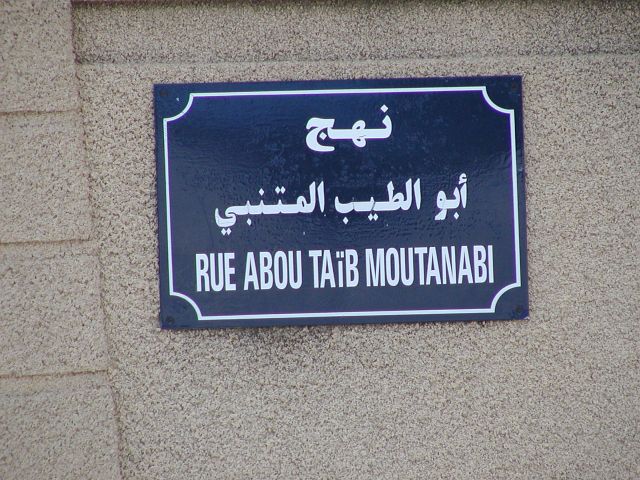 نهج
أبو الطيب المتنبي
RUE ABOU TAïB MOUTANABI